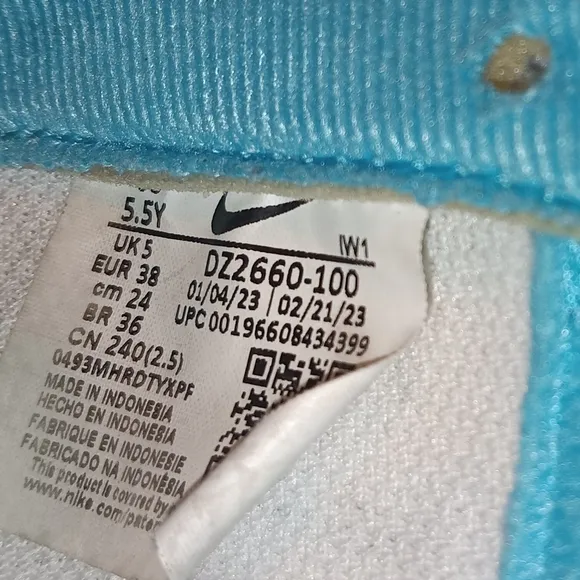 5.5Y
UK 5
EUR 38
cm 24
BR 36
CN 240(2.5)
0493MHRDTYXPF
MADE IN INDONESIA
HECHO EN INDONESIA
FABRIQUE EN INDONESIE
FABRICADO NA INDONÉSIA
This product is covered by
www.nike.com/paten
IW1
DZ2660-100
01/04/23 | 02/21/23
UPC 00196608434399